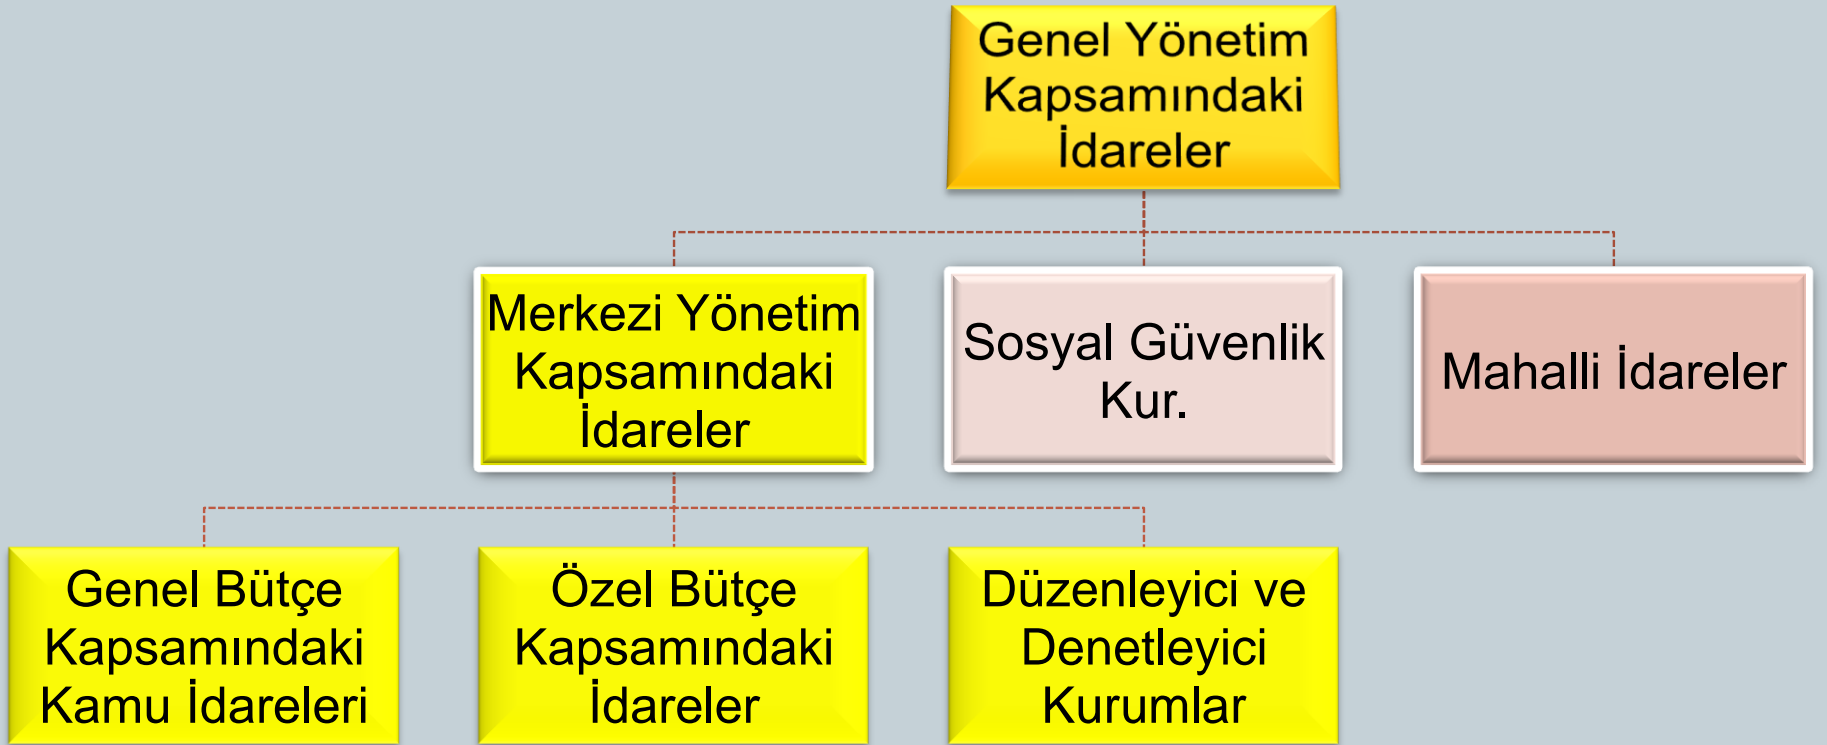 Genel Yönetim
Kapsamındaki
İdareler
Merkezi Yönetim
Kapsamındaki
İdareler
Sosyal Güvenlik
Kur.
Mahalli İdareler
Genel Bütçe
Kapsamındaki
Kamu İdareleri
Özel Bütçe
Kapsamındaki
İdareler
Düzenleyici ve
Denetleyici
Kurumlar